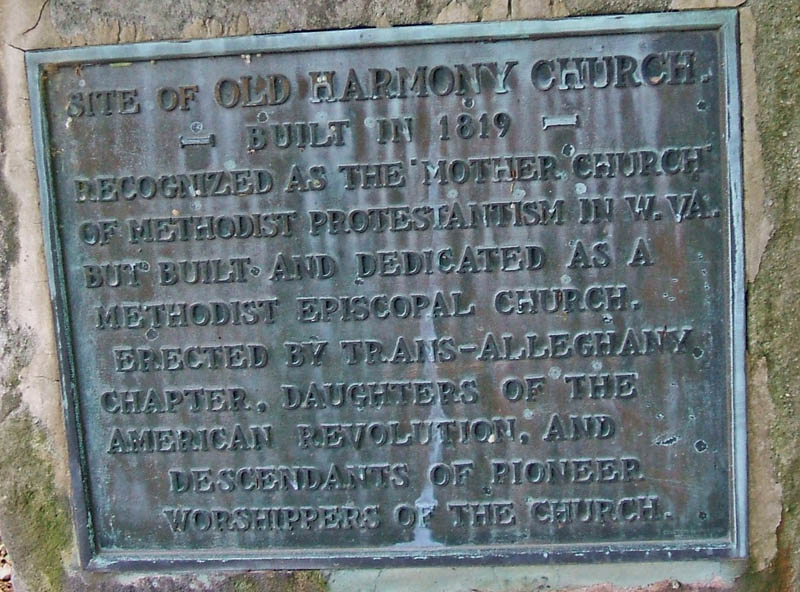 SITE OF OLD HARMONY CHURCH.
BUILT IN 1819
RECOGNIZED AS THE 'MOTHER CHURCH'
OF METHODIST PROTESTANTISM IN W. VA.
BUT BUILT AND DEDICATED AS A
METHODIST EPISCOPAL CHURCH.
ERECTED BY TRANS-ALLEGHANY
CHAPTER, DAUGHTERS OF THE
AMERICAN REVOLUTION, AND
DESCENDANTS OF PIONEER
WORSHIPPERS OF THE CHURCH.